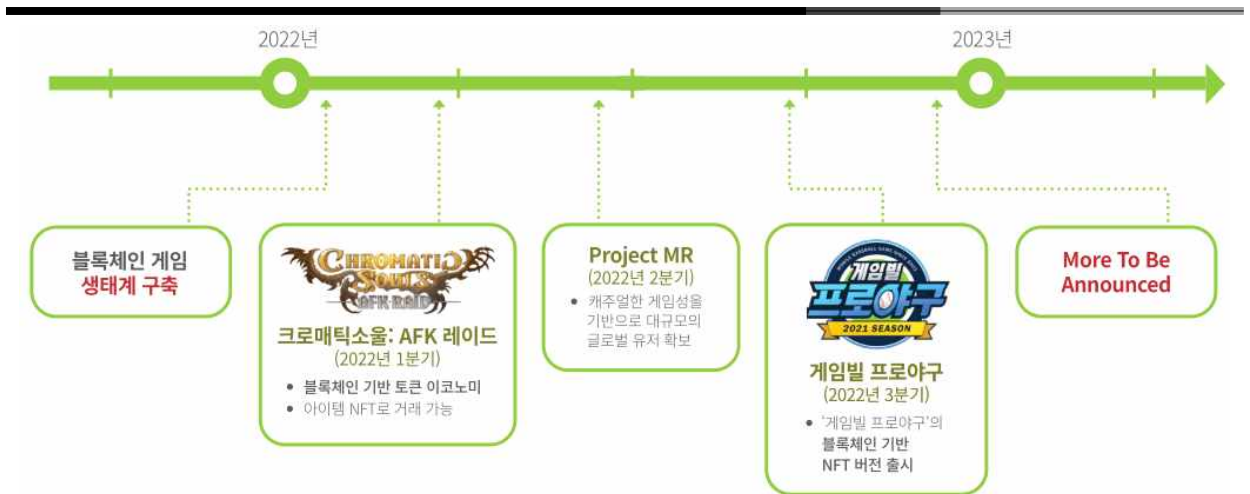 2022년
2023년
블록체인 게임
생태계 구축
CHROMATIC
SOULS
AFK RAID
크로매틱소울: AFK 레이드
(2022년 1분기)
• 블록체인 기반 토큰 이코노미
• 아이템 NFT로 거래 가능
Project MR
(2022년 2분기)
• 캐주얼한 게임성을
기반으로 대규모의
글로벌 유저 확보
게임빌
프로야구
2021 SEASON
게임빌 프로야구
(2022년 3분기)
• '게임빌 프로야구'의
블록체인 기반
NFT 버전 출시
More To Be
Announced